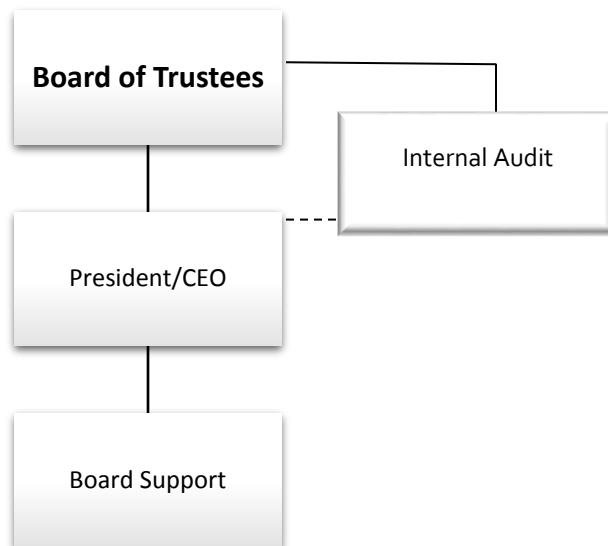 Board of Trustees
Internal Audit
President/CEO
Board Support